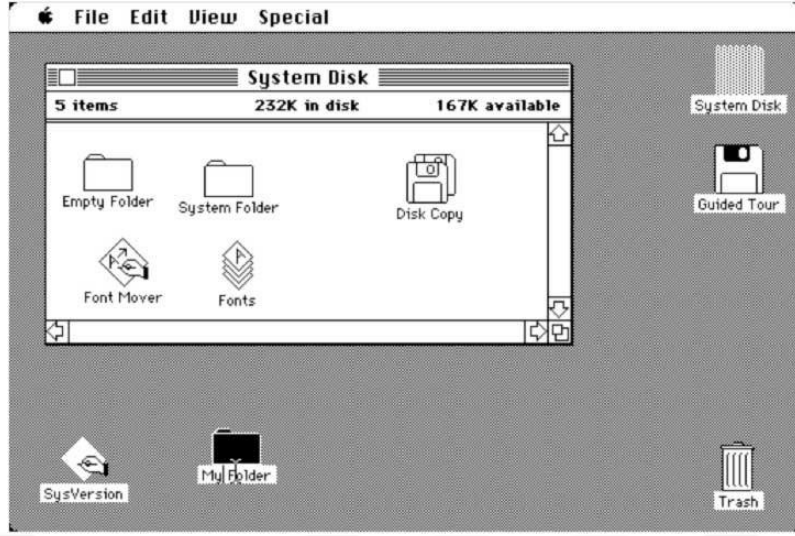 File Edit View Special
System Disk
5 items 232K in disk 167K available
Empty Folder
System Folder
Disk Copy
Font Mover
Fonts
System Disk
Guided Tour
SysVersion
My Folder
Trash